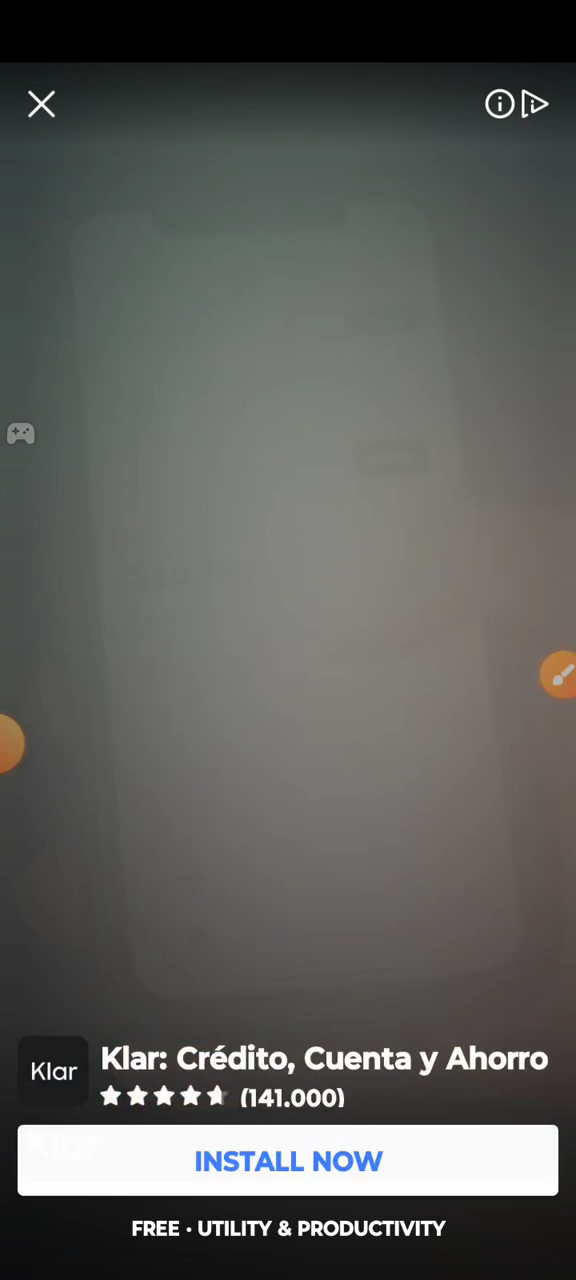 Klar
Klar: Crédito, Cuenta y Ahorro
(141.000)
INSTALL NOW
FREE • UTILITY & PRODUCTIVITY